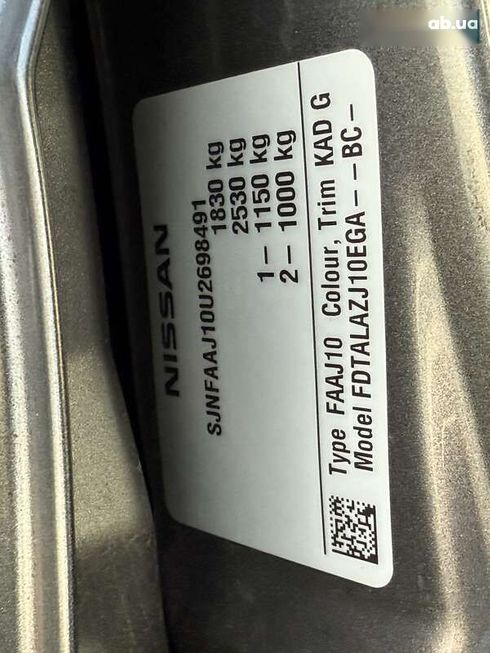 ab.ua
NISSAN
SJNFAAJ10U2698491
1830 kg
2530 kg
1– 1150 kg
2– 1000 kg
Type FAAJ10 Colour, Trim KAD G
Model FDTALAZJ10EGA – – BC –